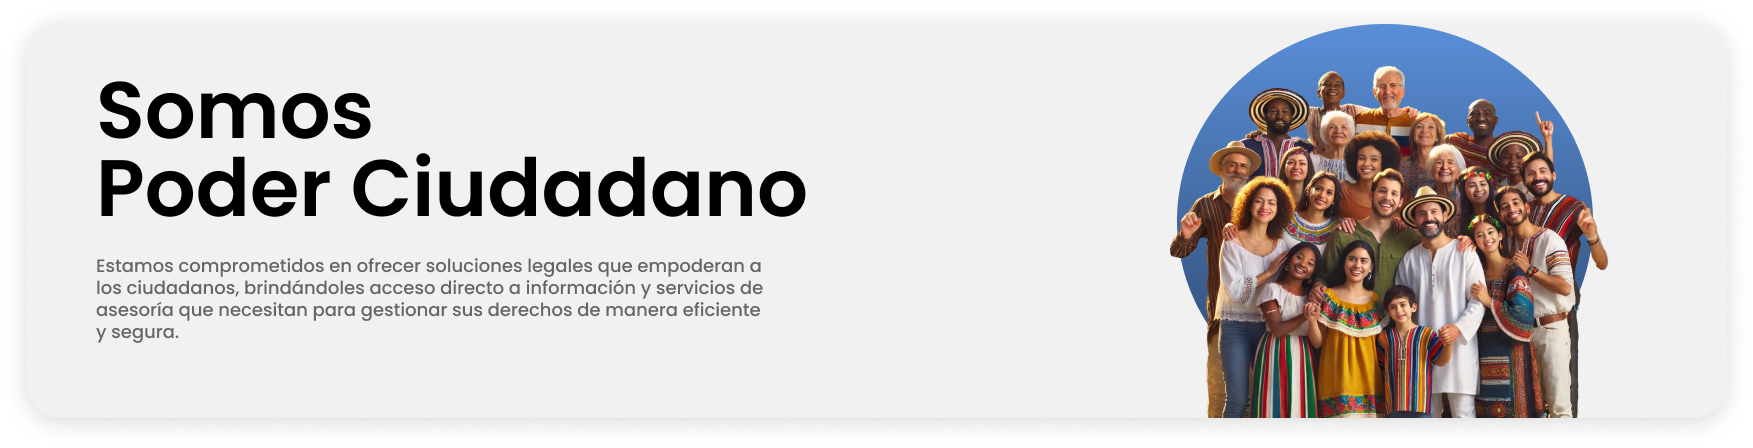 Somos
Poder Ciudadano
Estamos comprometidos en ofrecer soluciones legales que empoderan a
los ciudadanos, brindándoles acceso directo a información y servicios de
asesoría que necesitan para gestionar sus derechos de manera eficiente
y segura.